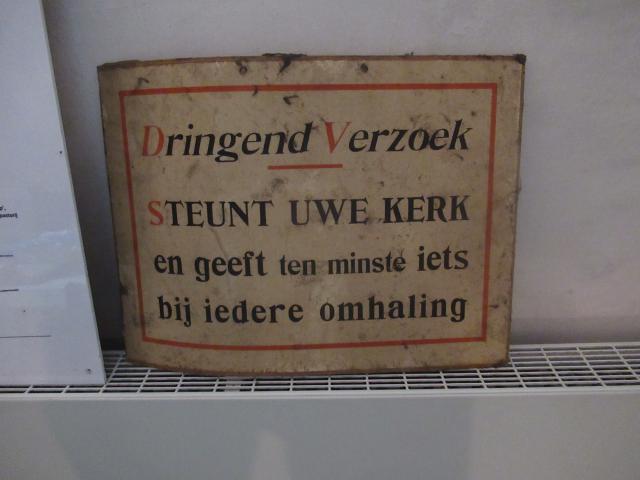 Dringend Verzoek
STEUNT UWE KERK
en geeft ten minste iets
bij iedere omhaling